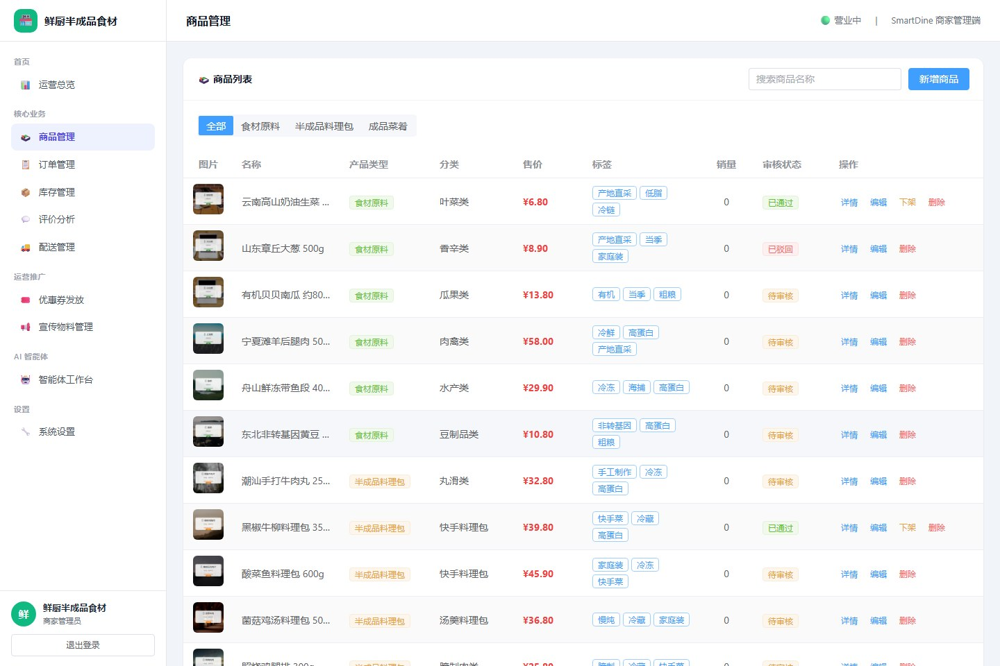 鲜厨半成品食材
商品管理
营业中 | SmartDine 商家管理端
首页
运营总览
核心业务
商品管理
订单管理
库存管理
评价分析
配送管理
运营推广
优惠券发放
宣传物料管理
AI 智能体
智能体工作台
设置
系统设置
鲜 鲜厨半成品食材
商家管理员
退出登录
商品列表
搜索商品名称 新增商品
全部 食材原料 半成品料理包 成品菜肴
图片 名称 产品类型 分类 售价 标签 销量 审核状态 操作
云南高山奶油生菜 ... 食材原料 叶菜类 ¥6.80 产地直采 低脂 冷链 0 已通过 详情 编辑 下架 删除
山东章丘大葱 500g 食材原料 香辛类 ¥8.90 产地直采 当季 家庭装 0 已驳回 详情 编辑 删除
有机贝贝南瓜 约80... 食材原料 瓜果类 ¥13.80 有机 当季 粗粮 0 待审核 详情 编辑 删除
宁夏滩羊后腿肉 50... 食材原料 肉禽类 ¥58.00 冷鲜 高蛋白 产地直采 0 待审核 详情 编辑 删除
舟山鲜冻带鱼段 40... 食材原料 水产类 ¥29.90 冷冻 海捕 高蛋白 0 待审核 详情 编辑 删除
东北非转基因黄豆 ... 食材原料 豆制品类 ¥10.80 非转基因 高蛋白 粗粮 0 待审核 详情 编辑 删除
潮汕手打牛肉丸 25... 半成品料理包 丸滑类 ¥32.80 手工制作 冷冻 高蛋白 0 待审核 详情 编辑 删除
黑椒牛柳料理包 35... 半成品料理包 快手料理包 ¥39.80 快手菜 冷藏 高蛋白 0 已通过 详情 编辑 下架 删除
酸菜鱼料理包 600g 半成品料理包 快手料理包 ¥45.90 家庭装 冷冻 快手菜 0 待审核 详情 编辑 删除
菌菇鸡汤料理包 50... 半成品料理包 汤羹料理包 ¥36.80 慢炖 冷藏 家庭装 0 待审核 详情 编辑 删除